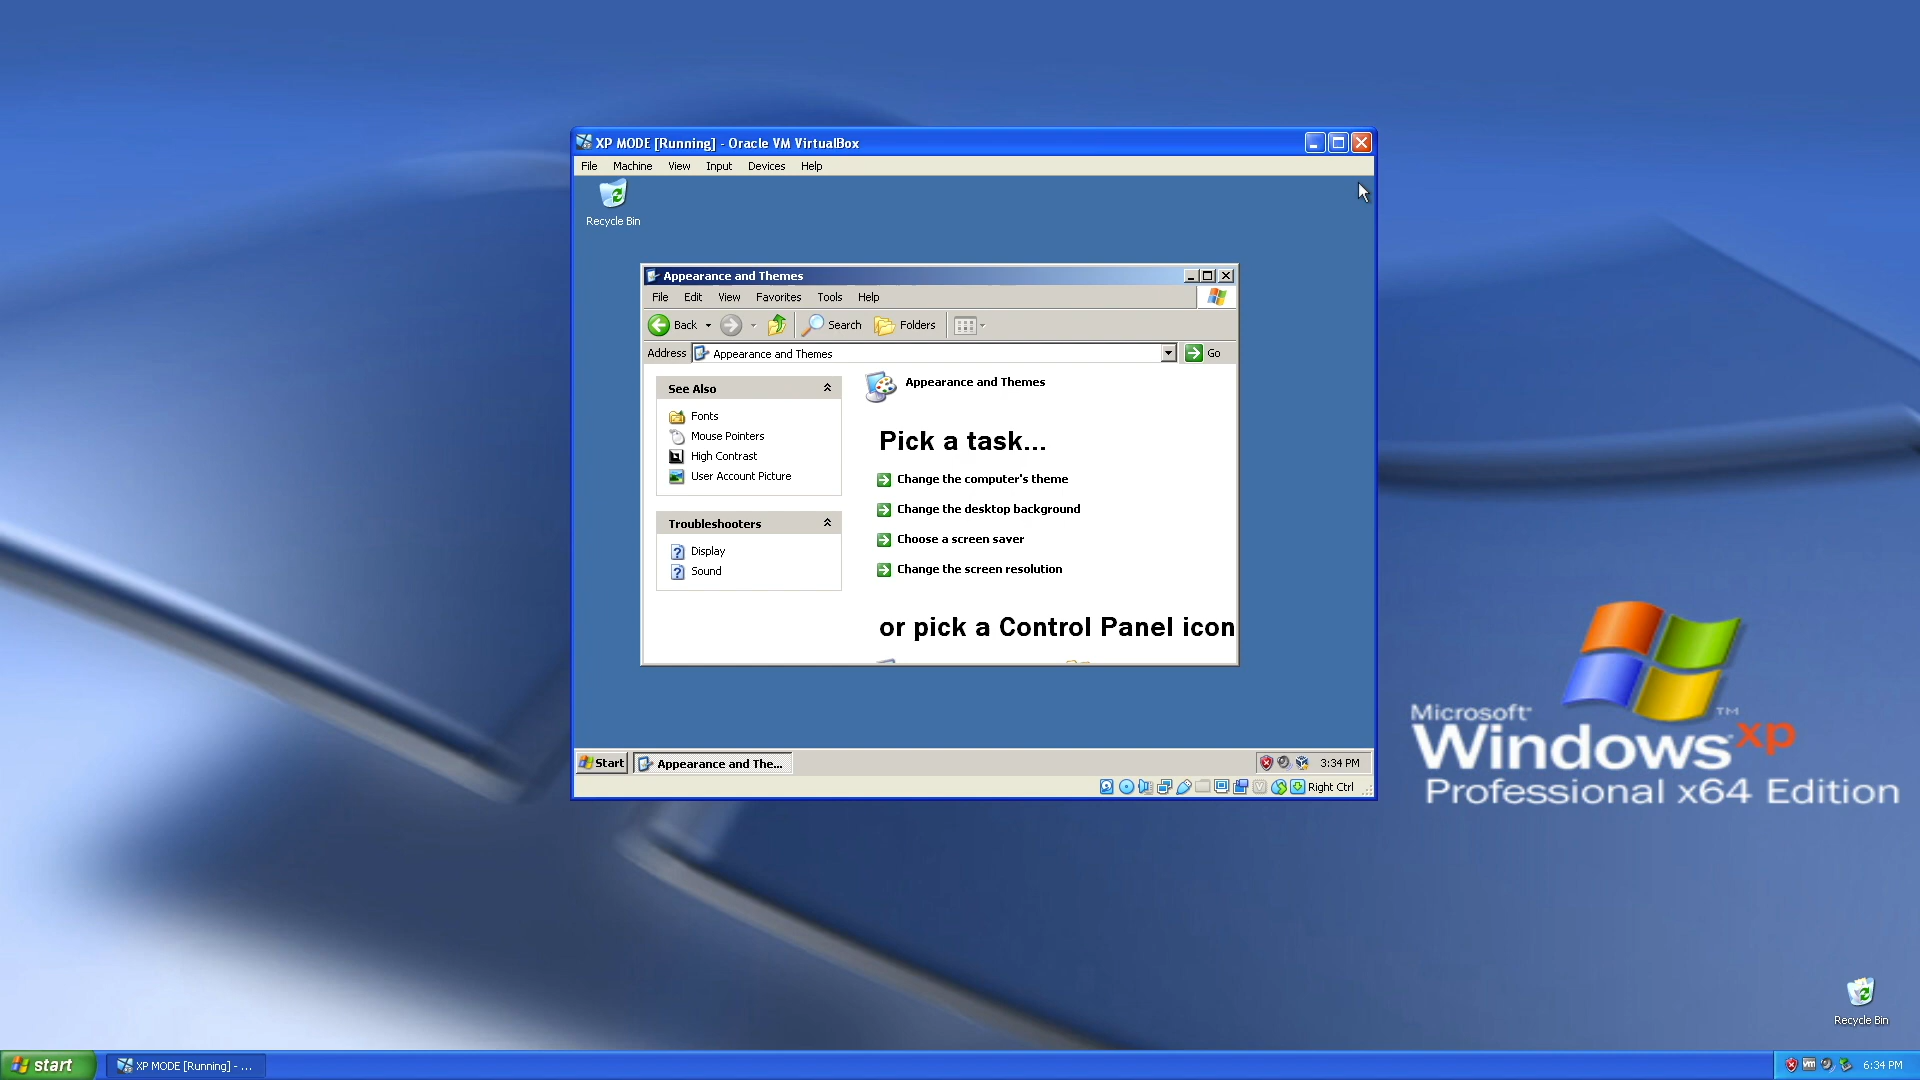 XP MODE [Running] - Oracle VM VirtualBox
File Machine View Input Devices Help
Recycle Bin
Appearance and Themes
File Edit View Favorites Tools Help
Back Search Folders
Address Appearance and Themes Go
See Also
Fonts
Mouse Pointers
High Contrast
User Account Picture
Troubleshooters
Display
Sound
Appearance and Themes
Pick a task...
Change the computer's theme
Change the desktop background
Choose a screen saver
Change the screen resolution
or pick a Control Panel icon
Start Appearance and The... 3:34 PM
Right Ctrl
Microsoft
Windows xp TM
Professional x64 Edition
Recycle Bin
start XP MODE [Running] - ... vm 6:34 PM